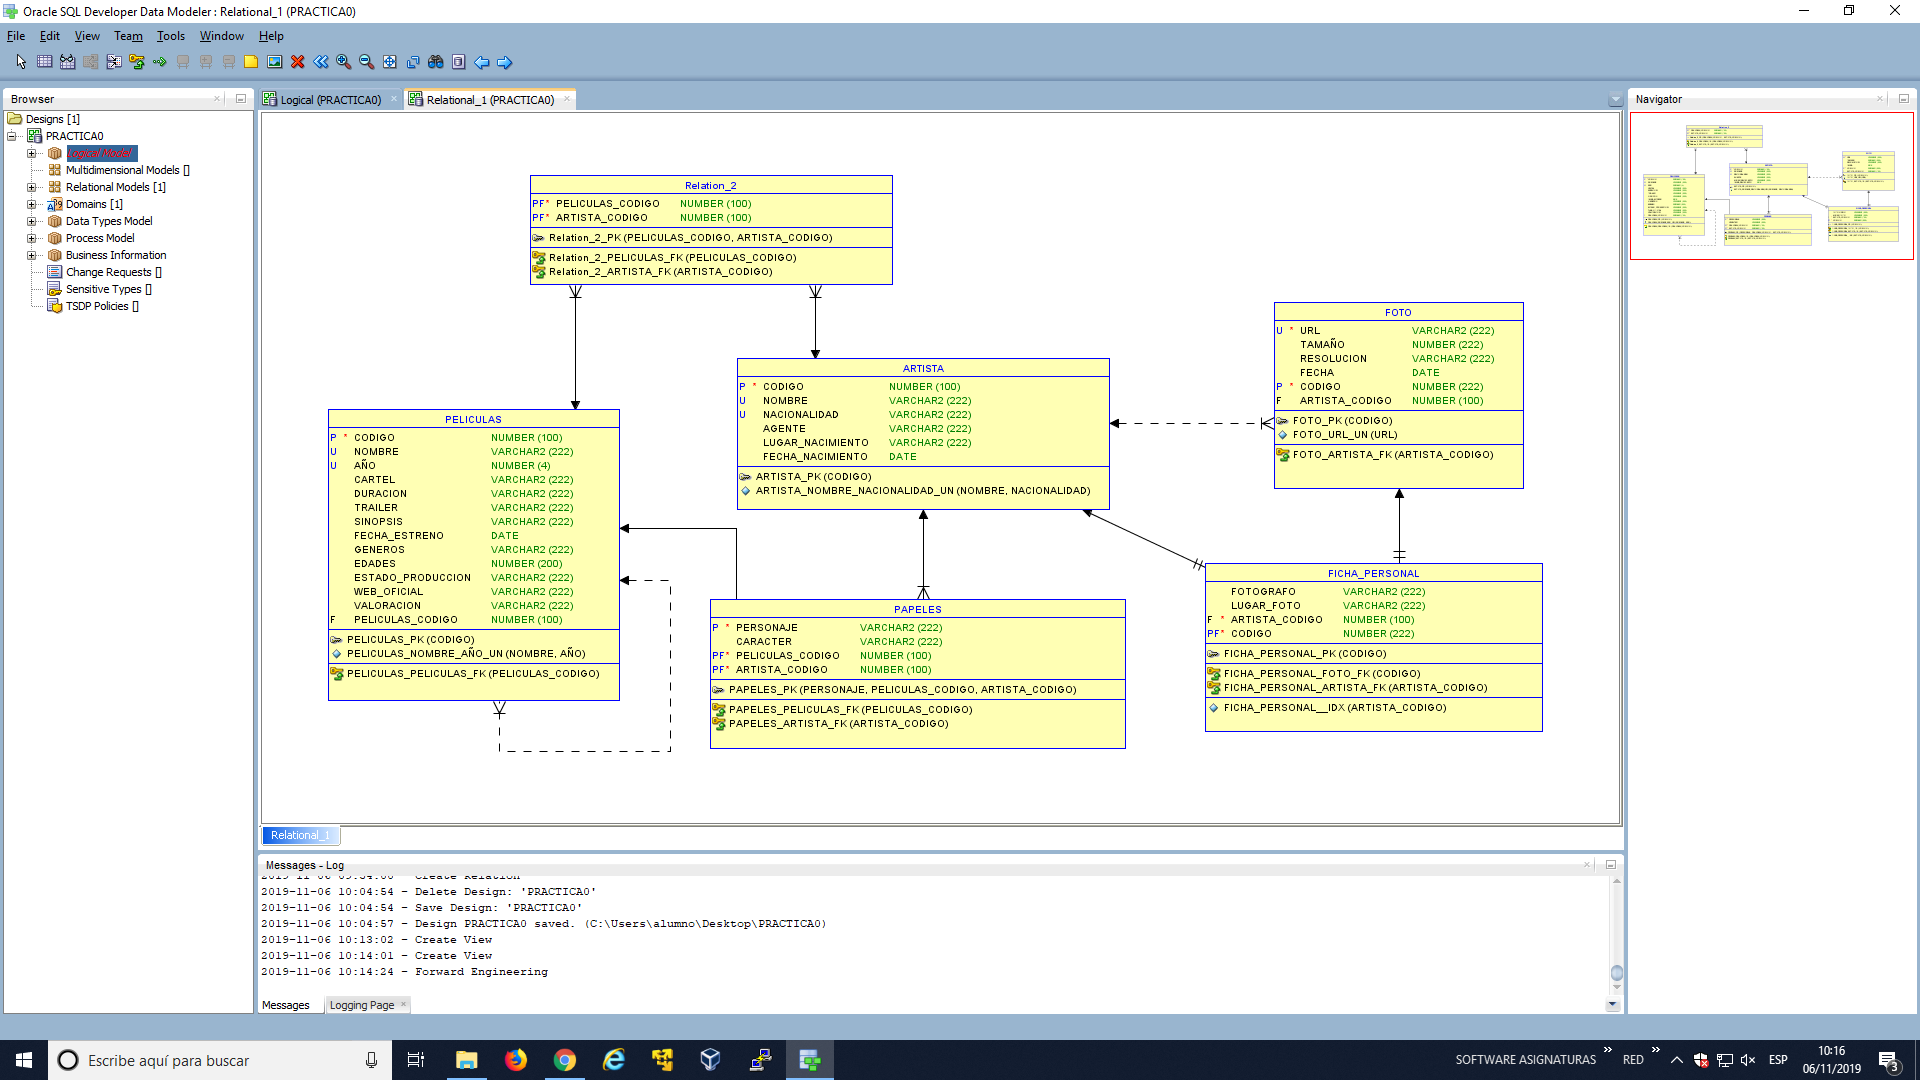 Oracle SQL Developer Data Modeler : Relational_1 (PRACTICA0)
File Edit View Team Tools Window Help
Browser
Designs [1]
PRACTICA0
Logical Model
Multidimensional Models []
Relational Models [1]
Domains [1]
Data Types Model
Process Model
Business Information
Change Requests []
Sensitive Types []
TSDP Policies []
Logical (PRACTICA0)
Relational_1 (PRACTICA0)
Relation_2
PF* PELICULAS_CODIGO NUMBER (100)
PF* ARTISTA_CODIGO NUMBER (100)
Relation_2_PK (PELICULAS_CODIGO, ARTISTA_CODIGO)
Relation_2_PELICULAS_FK (PELICULAS_CODIGO)
Relation_2_ARTISTA_FK (ARTISTA_CODIGO)
PELICULAS
P * CODIGO NUMBER (100)
U NOMBRE VARCHAR2 (222)
U AÑO NUMBER (4)
CARTEL VARCHAR2 (222)
DURACION VARCHAR2 (222)
TRAILER VARCHAR2 (222)
SINOPSIS VARCHAR2 (222)
FECHA_ESTRENO DATE
GENEROS VARCHAR2 (222)
EDADES NUMBER (200)
ESTADO_PRODUCCION VARCHAR2 (222)
WEB_OFICIAL VARCHAR2 (222)
VALORACION VARCHAR2 (222)
F PELICULAS_CODIGO NUMBER (100)
PELICULAS_PK (CODIGO)
PELICULAS_NOMBRE_AÑO_UN (NOMBRE, AÑO)
PELICULAS_PELICULAS_FK (PELICULAS_CODIGO)
ARTISTA
P * CODIGO NUMBER (100)
U NOMBRE VARCHAR2 (222)
U NACIONALIDAD VARCHAR2 (222)
AGENTE VARCHAR2 (222)
LUGAR_NACIMIENTO VARCHAR2 (222)
FECHA_NACIMIENTO DATE
ARTISTA_PK (CODIGO)
ARTISTA_NOMBRE_NACIONALIDAD_UN (NOMBRE, NACIONALIDAD)
FOTO
U * URL VARCHAR2 (222)
TAMAÑO NUMBER (222)
RESOLUCION VARCHAR2 (222)
FECHA DATE
P * CODIGO NUMBER (222)
F ARTISTA_CODIGO NUMBER (100)
FOTO_PK (CODIGO)
FOTO_URL_UN (URL)
FOTO_ARTISTA_FK (ARTISTA_CODIGO)
PAPELES
P * PERSONAJE VARCHAR2 (222)
CARACTER VARCHAR2 (222)
PF* PELICULAS_CODIGO NUMBER (100)
PF* ARTISTA_CODIGO NUMBER (100)
PAPELES_PK (PERSONAJE, PELICULAS_CODIGO, ARTISTA_CODIGO)
PAPELES_PELICULAS_FK (PELICULAS_CODIGO)
PAPELES_ARTISTA_FK (ARTISTA_CODIGO)
FICHA_PERSONAL
FOTOGRAFO VARCHAR2 (222)
LUGAR_FOTO VARCHAR2 (222)
F * ARTISTA_CODIGO NUMBER (100)
PF* CODIGO NUMBER (222)
FICHA_PERSONAL_PK (CODIGO)
FICHA_PERSONAL_FOTO_FK (CODIGO)
FICHA_PERSONAL_ARTISTA_FK (ARTISTA_CODIGO)
FICHA_PERSONAL__IDX (ARTISTA_CODIGO)
Relational_1
Navigator
Messages - Log
2019-11-06 09:54:00 - Create Relation
2019-11-06 10:04:54 - Delete Design: 'PRACTICA0'
2019-11-06 10:04:54 - Save Design: 'PRACTICA0'
2019-11-06 10:04:57 - Design PRACTICA0 saved. (C:\Users\alumno\Desktop\PRACTICA0)
2019-11-06 10:13:02 - Create View
2019-11-06 10:14:01 - Create View
2019-11-06 10:14:24 - Forward Engineering
Messages
Logging Page
Escribe aquí para buscar
SOFTWARE ASIGNATURAS
RED
ESP
10:16
06/11/2019
3